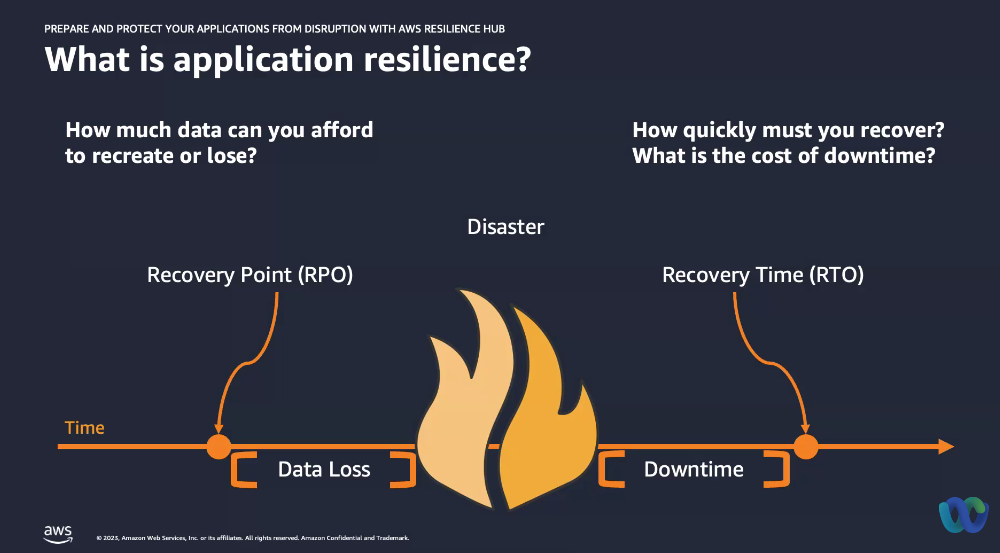 PREPARE AND PROTECT YOUR APPLICATIONS FROM DISRUPTION WITH AWS RESILIENCE HUB
What is application resilience?
How much data can you afford
to recreate or lose?
How quickly must you recover?
What is the cost of downtime?
Disaster
Recovery Point (RPO)
Recovery Time (RTO)
Time
Data Loss
Downtime
aws
© 2023, Amazon Web Services, Inc. or its affiliates. All rights reserved. Amazon Confidential and Trademark.